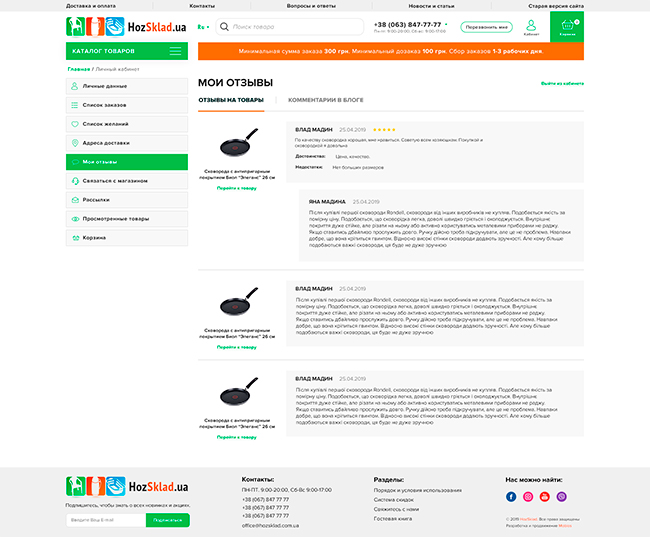 Доставка и оплата
Контакты
Вопросы и ответы
Новости и статьи
Старая версия сайта
HozSklad.ua
Ru
Поиск товара
+38 (063) 847-77-77
Пн-пт: 9:00-20:00, Сб-вс: 9:00-17:00
Перезвонить мне
Кабинет
Корзина
КАТАЛОГ ТОВАРОВ
Минимальная сумма заказа 300 грн. Минимальный дозаказ 100 грн. Сбор заказов 1-3 рабочих дня.
Главная / Личный кабинет
Личные данные
Список заказов
Список желаний
Адреса доставки
Мои отзывы
Связаться с магазином
Рассылки
Просмотренные товары
Корзина
МОИ ОТЗЫВЫ
Выйти из кабинета
ОТЗЫВЫ НА ТОВАРЫ
КОММЕНТАРИИ В БЛОГЕ
Сковорода с антипригарным
покрытием Биол "Элеганс" 26 см
Перейти к товару
ВЛАД МАДИН 25.04.2019
По качеству сковородка хорошая, мне нравиться. Советую всем хозяюшкам. Покупкой и
сковородкой я довольна
Достоинства: Цена, качество.
Недостатки: Нет больших размеров
ЯНА МАДИНА 25.04.2019
Після купівлі першої сковороди Rondell, сковороди від інших виробників не купляв. Подобається якість за
помірну ціну. Подобається, що сковорідка легка, доволі швидко гріється і охолоджується. Внутрішнє
покриття дуже стійке, але різати на ньому або активно користуватись металевими приборами не раджу.
Якщо ставитись дбайливо прослужить довго. Ручку дійсно треба підкручувати, але це не проблема. Навпаки
добре, що вона кріпиться гвинтом. Відносно високі стінки сковороди додають зручності. Але кому більше
подобаються важкі сковороди, ця буде не дуже зручною
Сковорода с антипригарным
покрытием Биол "Элеганс" 26 см
Перейти к товару
ВЛАД МАДИН 25.04.2019
Після купівлі першої сковороди Rondell, сковороди від інших виробників не купляв. Подобається якість за
помірну ціну. Подобається, що сковорідка легка, доволі швидко гріється і охолоджується. Внутрішнє
покриття дуже стійке, але різати на ньому або активно користуватись металевими приборами не раджу.
Якщо ставитись дбайливо прослужить довго. Ручку дійсно треба підкручувати, але це не проблема. Навпаки
добре, що вона кріпиться гвинтом. Відносно високі стінки сковороди додають зручності. Але кому більше
подобаються важкі сковороди, ця буде не дуже зручною
Сковорода с антипригарным
покрытием Биол "Элеганс" 26 см
Перейти к товару
ВЛАД МАДИН 25.04.2019
Після купівлі першої сковороди Rondell, сковороди від інших виробників не купляв. Подобається якість за
помірну ціну. Подобається, що сковорідка легка, доволі швидко гріється і охолоджується. Внутрішнє
покриття дуже стійке, але різати на ньому або активно користуватись металевими приборами не раджу.
Якщо ставитись дбайливо прослужить довго. Ручку дійсно треба підкручувати, але це не проблема. Навпаки
добре, що вона кріпиться гвинтом. Відносно високі стінки сковороди додають зручності. Але кому більше
подобаються важкі сковороди, ця буде не дуже зручною
HozSklad.ua
Подпишитесь, чтобы знать о всех новинках и акциях.
Введите Ваш E-mail
Подписаться
Контакты:
ПН-ПТ: 9:00-20:00, Сб-Вс 9:00-17:00
+38 (067) 847 77 77
+38 (067) 847 77 77
+38 (067) 847 77 77
office@hozsklad.com.ua
Разделы:
Порядок и условия использования
Система скидок
Свяжитесь с нами
Гостевая книга
Нас можно найти:
© 2019 HozSklad. Все права защищены
Разработка и продвижение